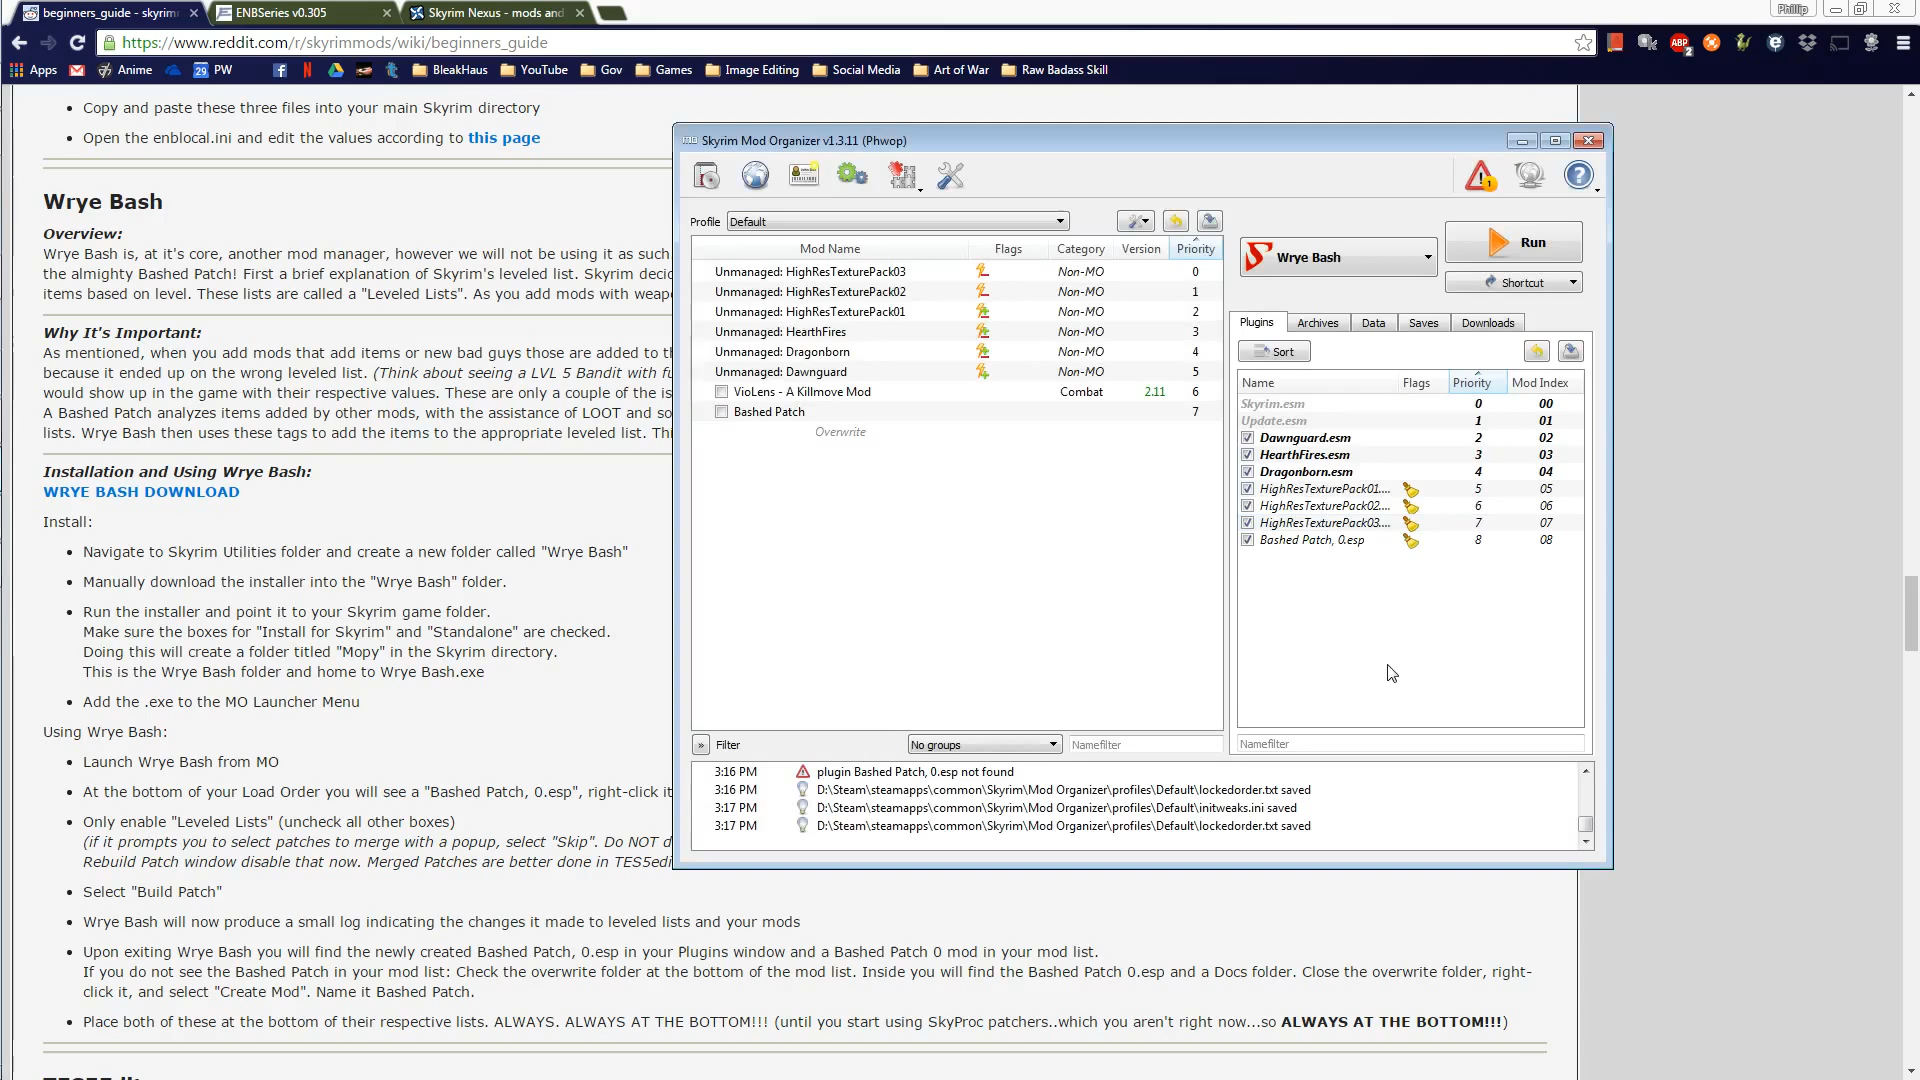 beginners_guide - skyrimm
ENBSeries v0.305
Skyrim Nexus - mods and
Phillip
https://www.reddit.com/r/skyrimmods/wiki/beginners_guide
ABP
2
Apps
Anime
29 PW
BleakHaus
YouTube
Gov
Games
Image Editing
Social Media
Art of War
Raw Badass Skill
• Copy and paste these three files into your main Skyrim directory
• Open the enblocal.ini and edit the values according to this page
Wrye Bash
Overview:
Wrye Bash is, at it's core, another mod manager, however we will not be using it as such.
the almighty Bashed Patch! First a brief explanation of Skyrim's leveled list. Skyrim decid
items based on level. These lists are called a "Leveled Lists". As you add mods with weap
Why It's Important:
As mentioned, when you add mods that add items or new bad guys those are added to th
because it ended up on the wrong leveled list. (Think about seeing a LVL 5 Bandit with fu
would show up in the game with their respective values. These are only a couple of the is
A Bashed Patch analyzes items added by other mods, with the assistance of LOOT and so
lists. Wrye Bash then uses these tags to add the items to the appropriate leveled list. Thi
Installation and Using Wrye Bash:
WRYE BASH DOWNLOAD
Install:
• Navigate to Skyrim Utilities folder and create a new folder called "Wrye Bash"
• Manually download the installer into the "Wrye Bash" folder.
• Run the installer and point it to your Skyrim game folder.
Make sure the boxes for "Install for Skyrim" and "Standalone" are checked.
Doing this will create a folder titled "Mopy" in the Skyrim directory.
This is the Wrye Bash folder and home to Wrye Bash.exe
• Add the .exe to the MO Launcher Menu
Using Wrye Bash:
• Launch Wrye Bash from MO
• At the bottom of your Load Order you will see a "Bashed Patch, 0.esp", right-click it
• Only enable "Leveled Lists" (uncheck all other boxes)
(if it prompts you to select patches to merge with a popup, select "Skip". Do NOT d
Rebuild Patch window disable that now. Merged Patches are better done in TES5edi
• Select "Build Patch"
• Wrye Bash will now produce a small log indicating the changes it made to leveled lists and your mods
• Upon exiting Wrye Bash you will find the newly created Bashed Patch, 0.esp in your Plugins window and a Bashed Patch 0 mod in your mod list.
If you do not see the Bashed Patch in your mod list: Check the overwrite folder at the bottom of the mod list. Inside you will find the Bashed Patch 0.esp and a Docs folder. Close the overwrite folder, right-
click it, and select "Create Mod". Name it Bashed Patch.
• Place both of these at the bottom of their respective lists. ALWAYS. ALWAYS AT THE BOTTOM!!! (until you start using SkyProc patchers..which you aren't right now...so ALWAYS AT THE BOTTOM!!!)
Skyrim Mod Organizer v1.3.11 (Phwop)
1
Profile Default
Mod Name Flags Category Version Priority
Unmanaged: HighResTexturePack03 Non-MO 0
Unmanaged: HighResTexturePack02 Non-MO 1
Unmanaged: HighResTexturePack01 Non-MO 2
Unmanaged: HearthFires Non-MO 3
Unmanaged: Dragonborn Non-MO 4
Unmanaged: Dawnguard Non-MO 5
VioLens - A Killmove Mod Combat 2.11 6
Bashed Patch 7
Overwrite
» Filter No groups Namefilter
Wrye Bash
Run
Shortcut
Plugins Archives Data Saves Downloads
Sort
Name Flags Priority Mod Index
Skyrim.esm 0 00
Update.esm 1 01
Dawnguard.esm 2 02
HearthFires.esm 3 03
Dragonborn.esm 4 04
HighResTexturePack01.... 5 05
HighResTexturePack02.... 6 06
HighResTexturePack03.... 7 07
Bashed Patch, 0.esp 8 08
Namefilter
3:16 PM plugin Bashed Patch, 0.esp not found
3:16 PM D:\Steam\steamapps\common\Skyrim\Mod Organizer\profiles\Default\lockedorder.txt saved
3:17 PM D:\Steam\steamapps\common\Skyrim\Mod Organizer\profiles\Default\initweaks.ini saved
3:17 PM D:\Steam\steamapps\common\Skyrim\Mod Organizer\profiles\Default\lockedorder.txt saved